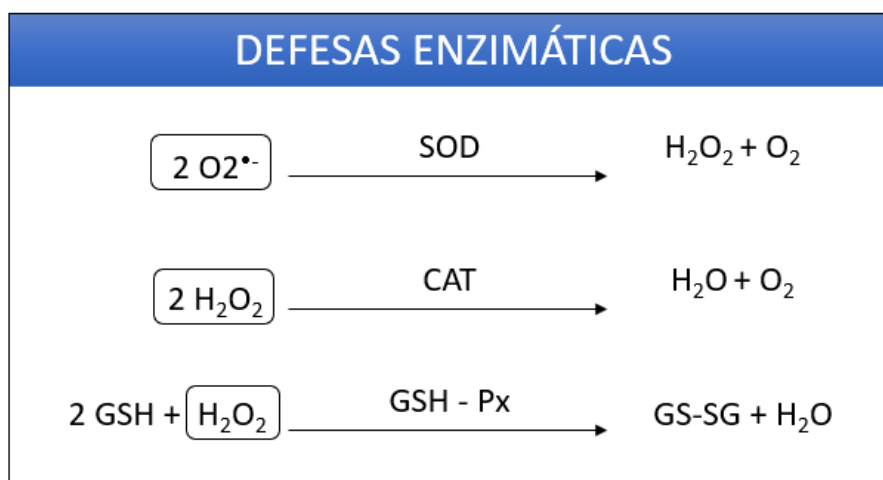 DEFESAS ENZIMÁTICAS
2 O2•- SOD H₂O₂ + O₂
2 H₂O₂ CAT H₂O + O₂
2 GSH + H₂O₂ GSH - Px GS-SG + H₂O